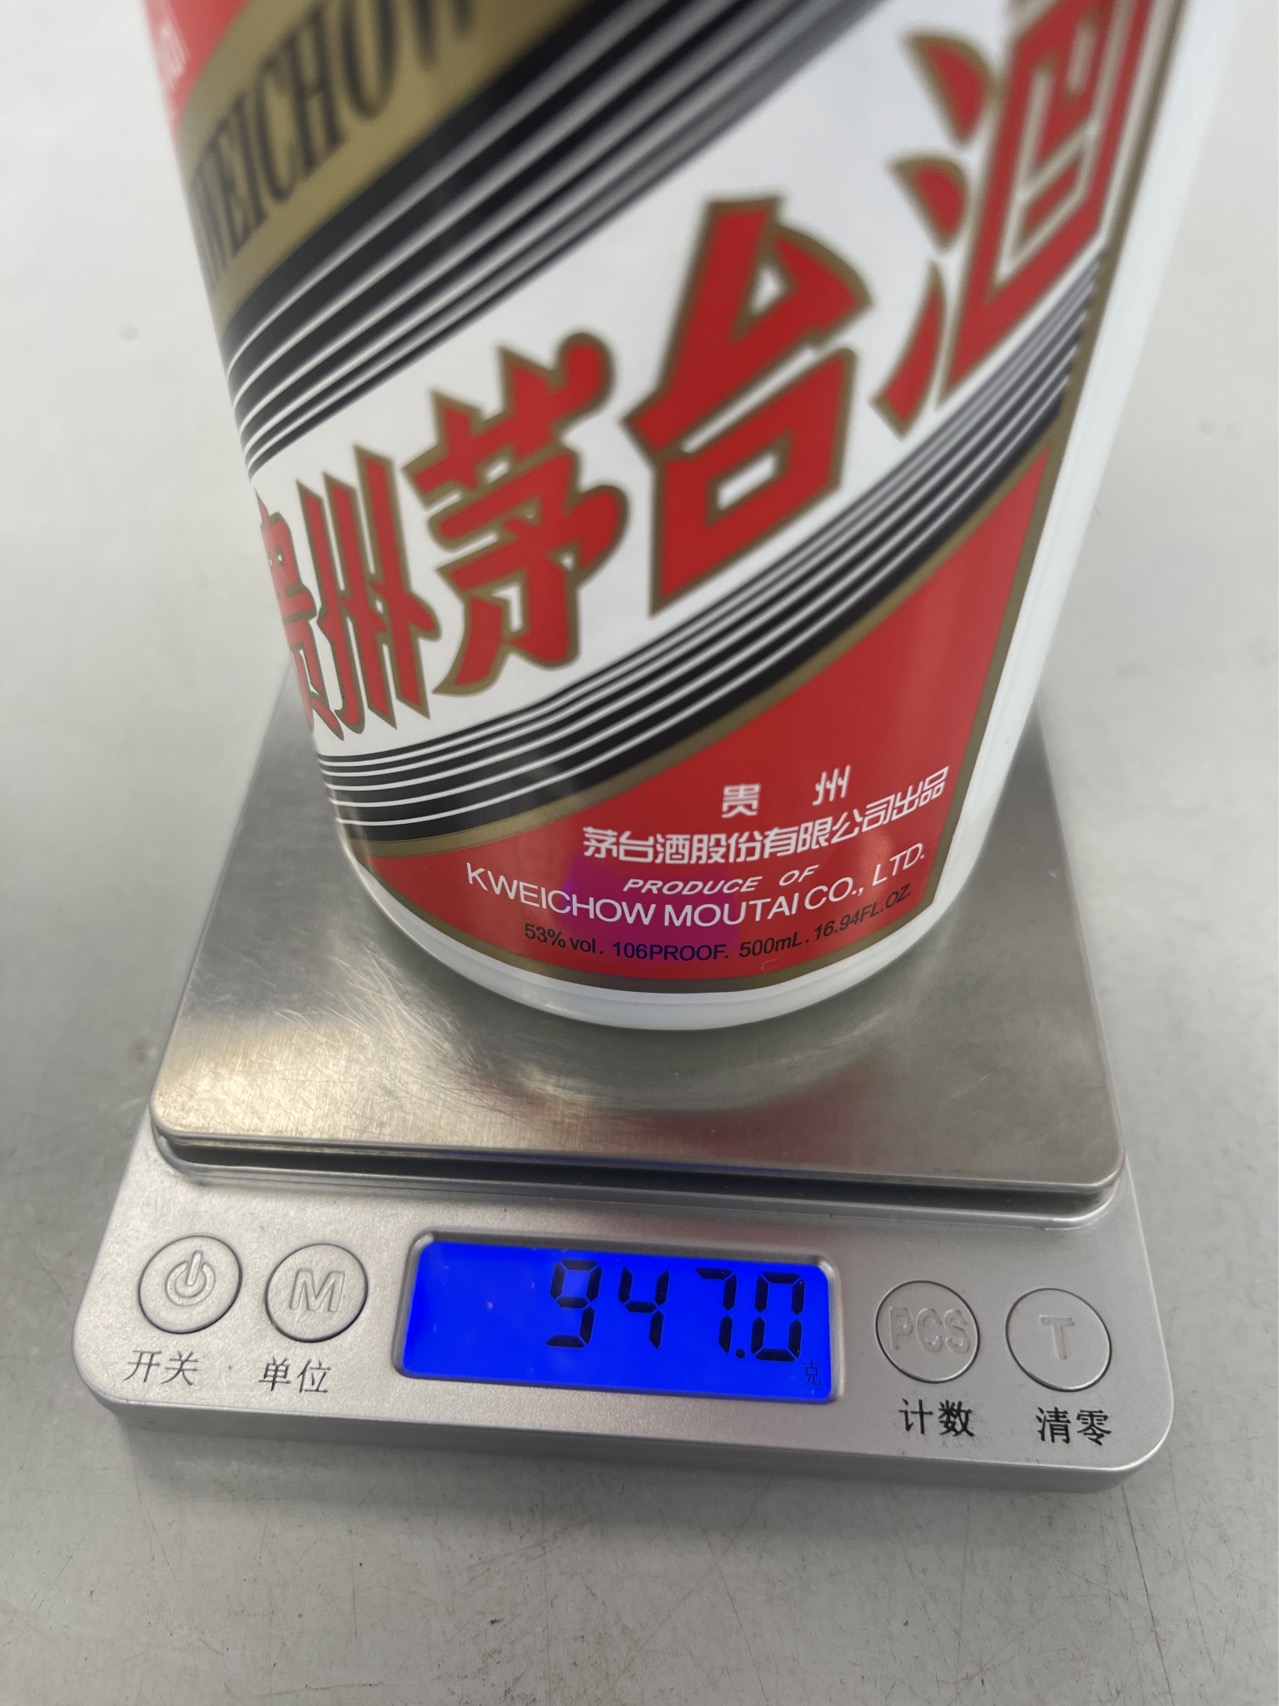 WEICHOW
贵州茅台酒
贵 州
茅台酒股份有限公司出品
PRODUCE OF
KWEICHOW MOUTAI CO., LTD.
53% vol. 106PROOF. 500mL. 16.94FL.OZ.
M
947.0
克
PCS
T
开关
单位
计数
清零